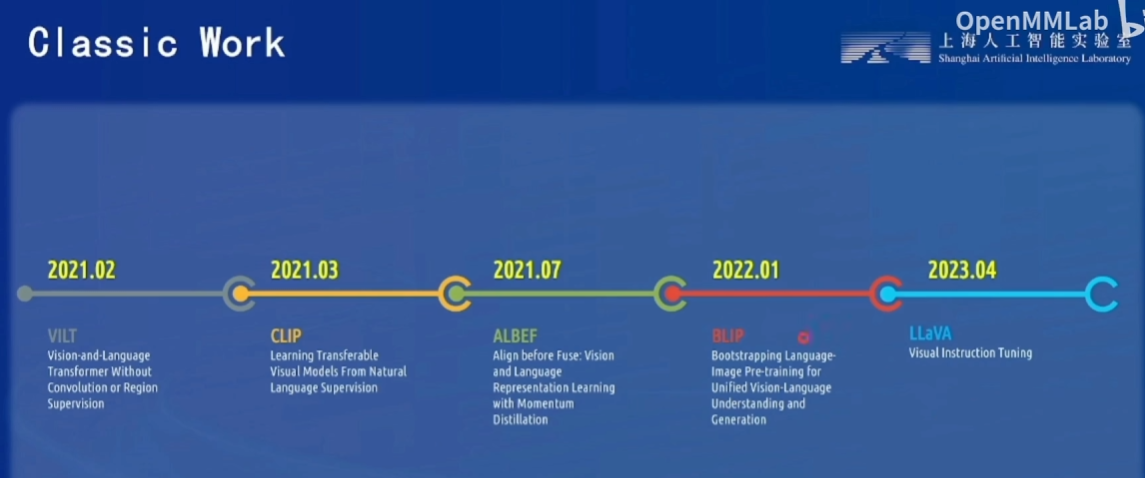 Classic Work
OpenMMLab
上海人工智能实验室
Shanghai Artificial Intelligence Laboratory
2021.02
VILT
Vision-and-Language
Transformer Without
Convolution or Region
Supervision
2021.03
CLIP
Learning Transferable
Visual Models From Natural
Language Supervision
2021.07
ALBEF
Align before Fuse: Vision
and Language
Representation Learning
with Momentum
Distillation
2022.01
BLIP
Bootstrapping Language-
Image Pre-training for
Unified Vision-Language
Understanding and
Generation
2023.04
LLaVA
Visual Instruction Tuning